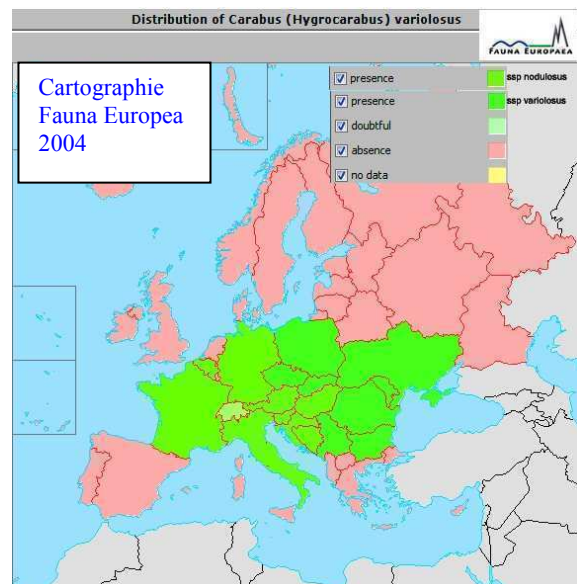 Distribution of Carabus (Hygrocarabus) variolosus
FAUNA EUROPAEA
Cartographie
Fauna Europea
2004
presence ssp nodulosus
presence ssp variolosus
doubtful
absence
no data